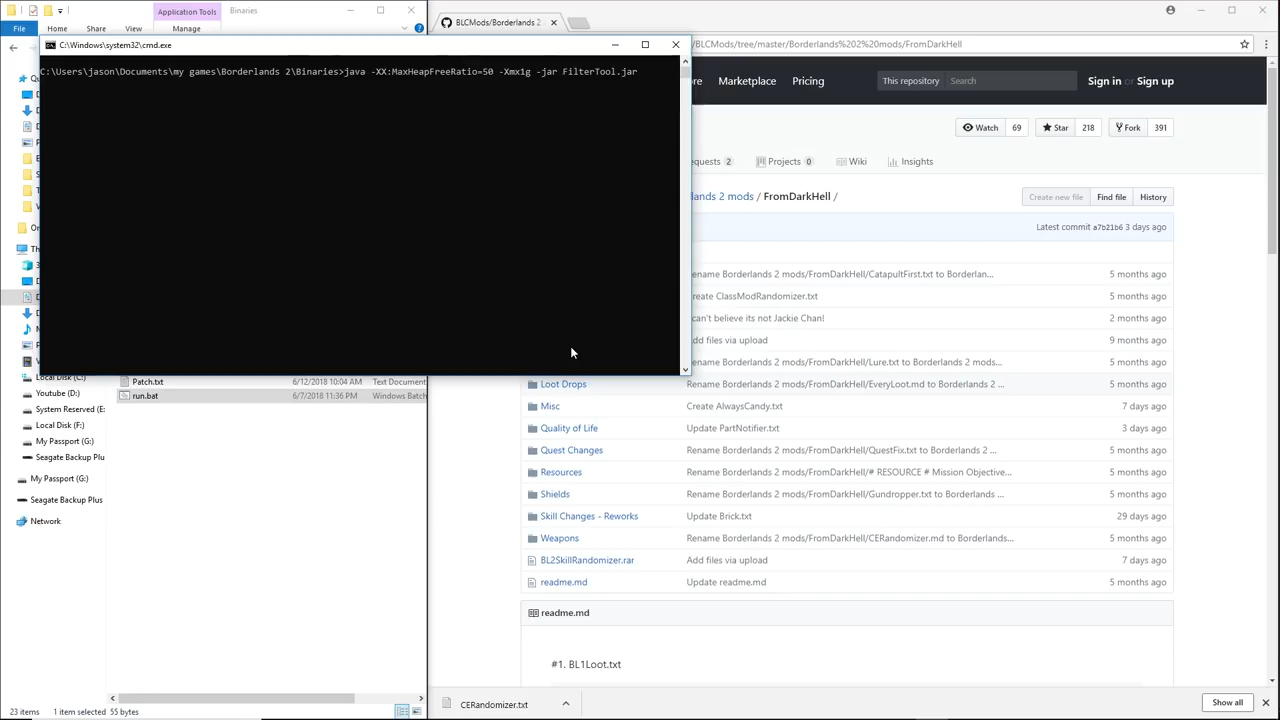 Application Tools
Binaries
File
Home
Share
View
Manage
C:\Windows\system32\cmd.exe
C:\Users\jason\Documents\my games\Borderlands 2\Binaries>java -XX:MaxHeapFreeRatio=50 -Xmx1g -jar FilterTool.jar
Local Disk (C:)
Youtube (D:)
System Reserved (E:
Local Disk (F:)
My Passport (G:)
Seagate Backup Plu
My Passport (G:)
Seagate Backup Plus
Network
Patch.txt 6/12/2018 10:04 AM Text Document
run.bat 6/7/2018 11:36 PM Windows Batch
23 items 1 item selected 55 bytes
BLCMods/Borderlands 2
/BLCMods/tree/master/Borderlands%202%20mods/FromDarkHell
Marketplace
Pricing
This repository
Search
Sign in or Sign up
Watch 69
Star 218
Fork 391
equests 2
Projects 0
Wiki
Insights
lands 2 mods / FromDarkHell /
Create new file
Find file
History
Latest commit a7b21b6 3 days ago
ename Borderlands 2 mods/FromDarkHell/CatapultFirst.txt to Borderlan... 5 months ago
reate ClassModRandomizer.txt 5 months ago
can't believe its not Jackie Chan! 2 months ago
dd files via upload 9 months ago
ename Borderlands 2 mods/FromDarkHell/Lure.txt to Borderlands 2 mods... 5 months ago
Loot Drops Rename Borderlands 2 mods/FromDarkHell/EveryLoot.md to Borderlands 2 ... 5 months ago
Misc Create AlwaysCandy.txt 7 days ago
Quality of Life Update PartNotifier.txt 3 days ago
Quest Changes Rename Borderlands 2 mods/FromDarkHell/QuestFix.txt to Borderlands 2 ... 5 months ago
Resources Rename Borderlands 2 mods/FromDarkHell/# RESOURCE # Mission Objective... 5 months ago
Shields Rename Borderlands 2 mods/FromDarkHell/Gundropper.txt to Borderlands ... 5 months ago
Skill Changes - Reworks Update Brick.txt 29 days ago
Weapons Rename Borderlands 2 mods/FromDarkHell/CERandomizer.md to Borderlands... 5 months ago
BL2SkillRandomizer.rar Add files via upload 7 days ago
readme.md Update readme.md 5 months ago
readme.md
#1. BL1Loot.txt
CERandomizer.txt
Show all